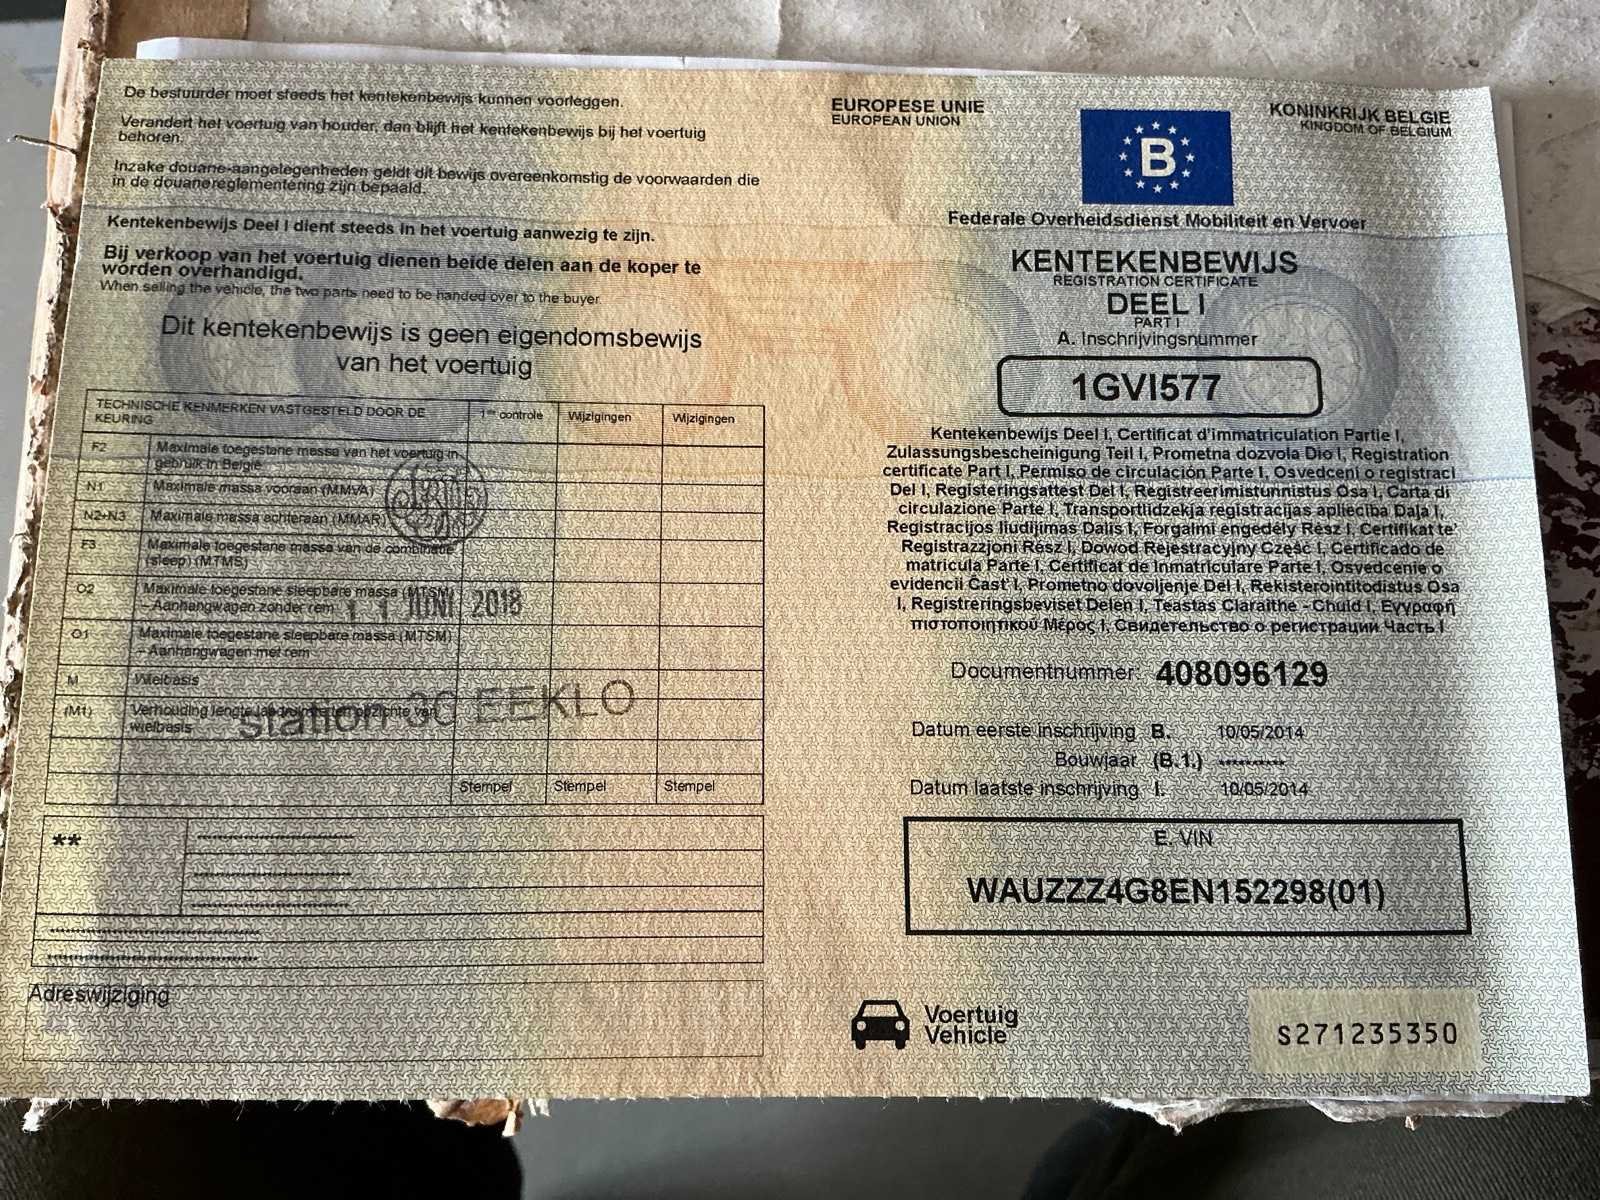 De bestuurder moet steeds het kentekenbewijs kunnen voorleggen.
Verandert het voertuig van houder, dan blijft het kentekenbewijs bij het voertuig
behoren.
Inzake douane-aangelegenheden geldt dit bewijs overeenkomstig de voorwaarden die
in de douanereglementering zijn bepaald.
Kentekenbewijs Deel I dient steeds in het voertuig aanwezig te zijn.
Bij verkoop van het voertuig dienen beide delen aan de koper te
worden overhandigd.
When selling the vehicle, the two parts need to be handed over to the buyer.
Dit kentekenbewijs is geen eigendomsbewijs
van het voertuig
TECHNISCHE KENMERKEN VASTGESTELD DOOR DE
KEURING
1ste controle
Wijzigingen
Wijzigingen
F2 Maximale toegestane massa van het voertuig in
gebruik in België
N1 Maximale massa vooraan (MMVA)
N2+N3 Maximale massa achteraan (MMAR)
F3 Maximale toegestane massa van de combinatie
(sleep) (MTMS)
O2 Maximale toegestane sleepbare massa (MTSM)
– Aanhangwagen zonder rem
11 JUNI 2018
O1 Maximale toegestane sleepbare massa (MTSM)
– Aanhangwagen met rem
M Wielbasis
(M1) Verhouding lengte
wielbasis
station EEKLO
Stempel
Stempel
Stempel
**
********************************
********************************
********************************
******************************************
******************************************
Adreswijziging
EUROPESE UNIE
EUROPEAN UNION
B
KONINKRIJK BELGIE
KINGDOM OF BELGIUM
Federale Overheidsdienst Mobiliteit en Vervoer
KENTEKENBEWIJS
REGISTRATION CERTIFICATE
DEEL I
PART I
A. Inschrijvingsnummer
1GVI577
Kentekenbewijs Deel I, Certificat d'immatriculation Partie I,
Zulassungsbescheinigung Teil I, Prometna dozvola Dio I, Registration
certificate Part I, Permiso de circulación Parte I, Osvedceni o registraci
Del I, Registeringsattest Del I, Registreerimistunnistus Osa I, Carta di
circulazione Parte I, Transportlidzekja registracijas apliecība Daļa I,
Registracijos liudijimas Dalis I, Forgalmi engedély Rész I, Certifikat te'
Registrazzjoni Rész I, Dowod Rejestracyjny Część I, Certificado de
matricula Parte I, Certificat de Inmatriculare Parte I, Osvedcenie o
evidencii Cast' I, Prometno dovoljenje Del I, Rekisterointitodistus Osa
I, Registreringsbeviset Delen I, Teastas Claraithe - Chuid I, Εγγραφή
πιστοποιητικού Μέρος I, Свидетельство о регистрации Часть I
Documentnummer: 408096129
Datum eerste inschrijving B. 10/05/2014
Bouwjaar (B.1.) **********
Datum laatste inschrijving I. 10/05/2014
E. VIN
WAUZZZ4G8EN152298(01)
Voertuig
Vehicle
S271235350